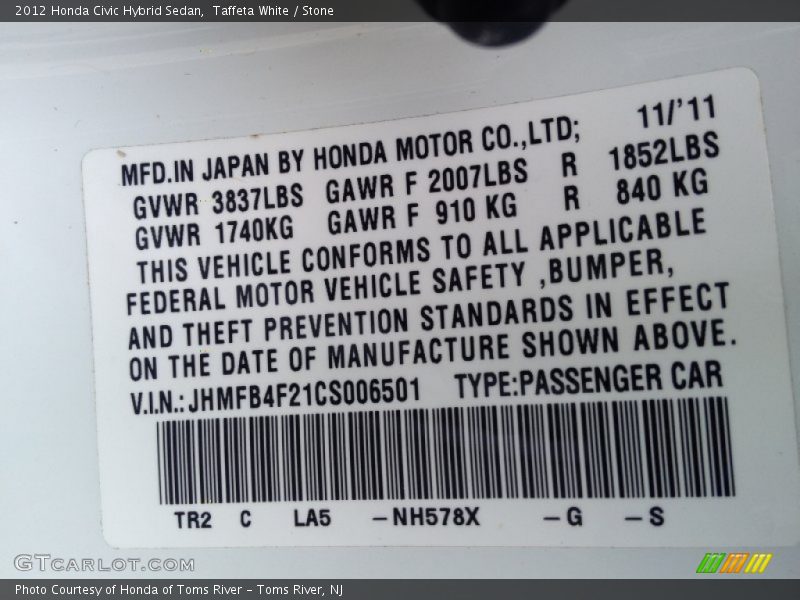 2012 Honda Civic Hybrid Sedan,  Taffeta White / Stone
MFD.IN JAPAN BY HONDA MOTOR CO.,LTD; 11/'11
GVWR 3837LBS GAWR F 2007LBS R 1852LBS
GVWR 1740KG GAWR F 910 KG R 840 KG
THIS VEHICLE CONFORMS TO ALL APPLICABLE
FEDERAL MOTOR VEHICLE SAFETY ,BUMPER,
AND THEFT PREVENTION STANDARDS IN EFFECT
ON THE DATE OF MANUFACTURE SHOWN ABOVE.
V.I.N.: JHMFB4F21CS006501 TYPE:PASSENGER CAR
TR2 C LA5 –NH578X –G –S
GTCARLOT.COM
Photo Courtesy of Honda of Toms River – Toms River, NJ